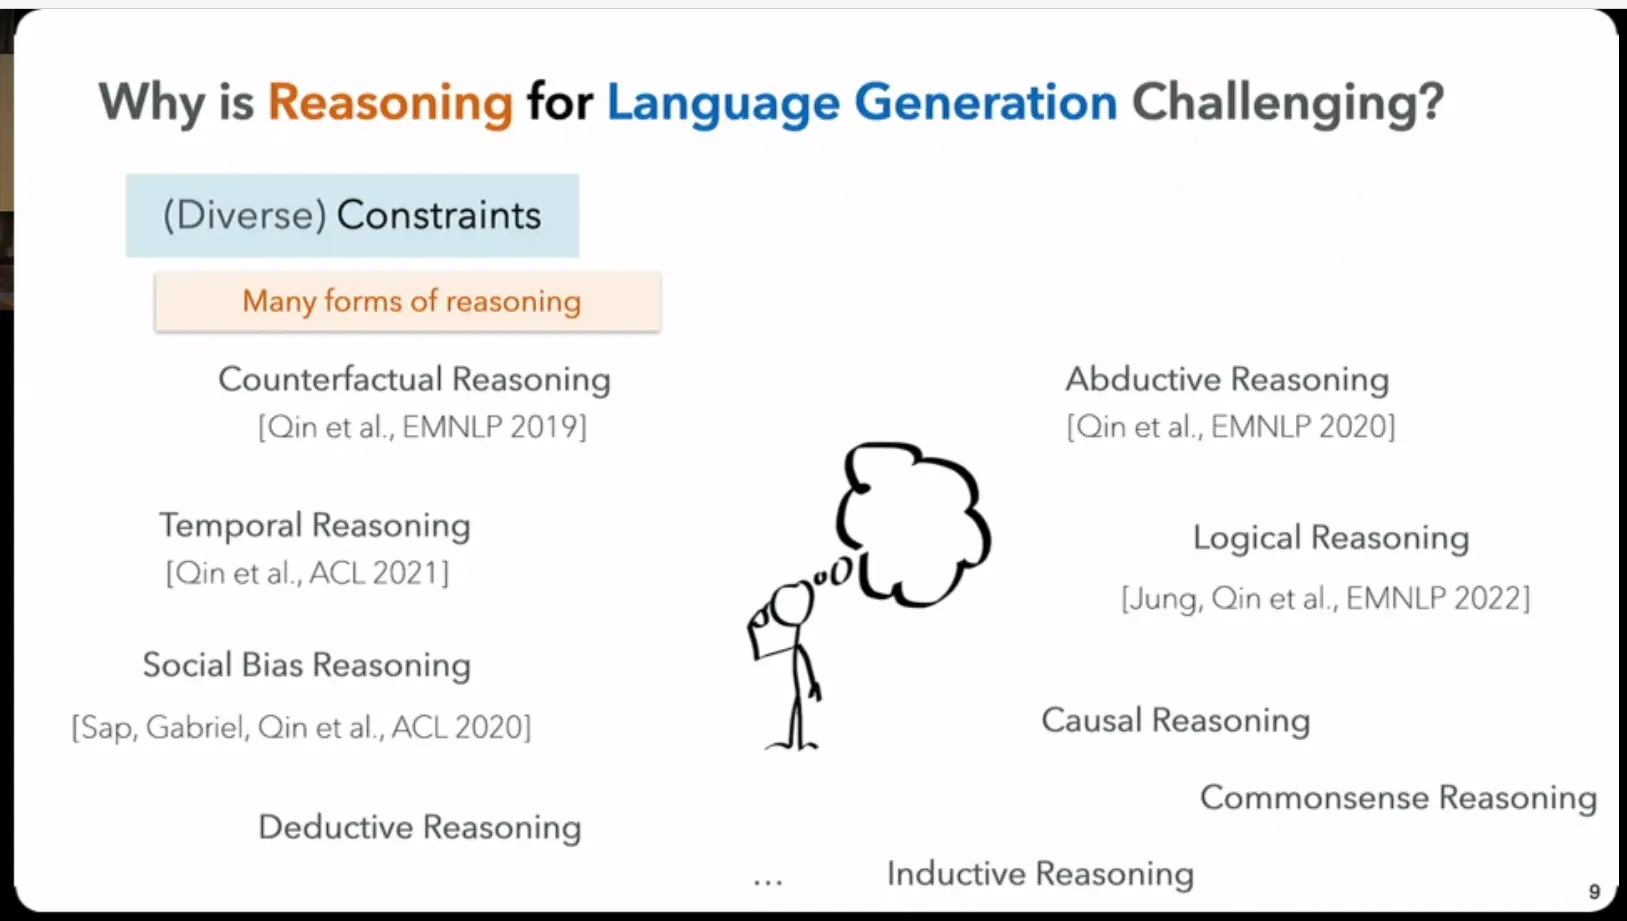 Why is Reasoning for Language Generation Challenging?
(Diverse) Constraints
Many forms of reasoning
Counterfactual Reasoning
[Qin et al., EMNLP 2019]
Temporal Reasoning
[Qin et al., ACL 2021]
Social Bias Reasoning
[Sap, Gabriel, Qin et al., ACL 2020]
Deductive Reasoning
Abductive Reasoning
[Qin et al., EMNLP 2020]
Logical Reasoning
[Jung, Qin et al., EMNLP 2022]
Causal Reasoning
Commonsense Reasoning
...
Inductive Reasoning
9